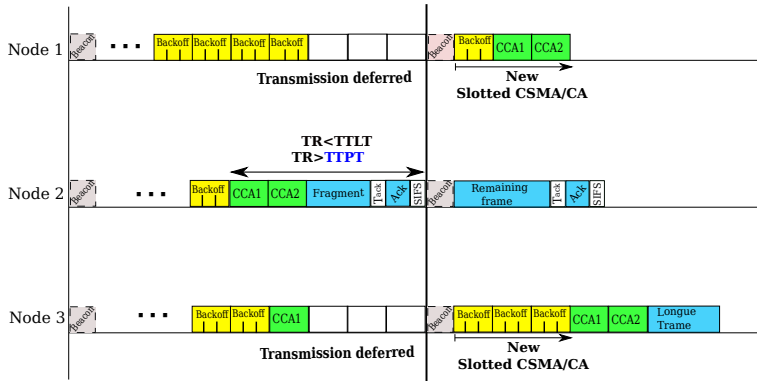 Node 1
Beacon
Backoff Backoff Backoff Backoff
Beacon
Backoff CCA1 CCA2
Transmission deferred
New
Slotted CSMA/CA
TR<TTLT
TR>TTPT
Node 2
Beacon
Backoff CCA1 CCA2 Fragment Tack Ack SIFS
Beacon
Remaining
frame
Tack Ack SIFS
Node 3
Beacon
Backoff Backoff CCA1
Beacon
Backoff Backoff Backoff CCA1 CCA2 Longue
Trame
Transmission deferred
New
Slotted CSMA/CA